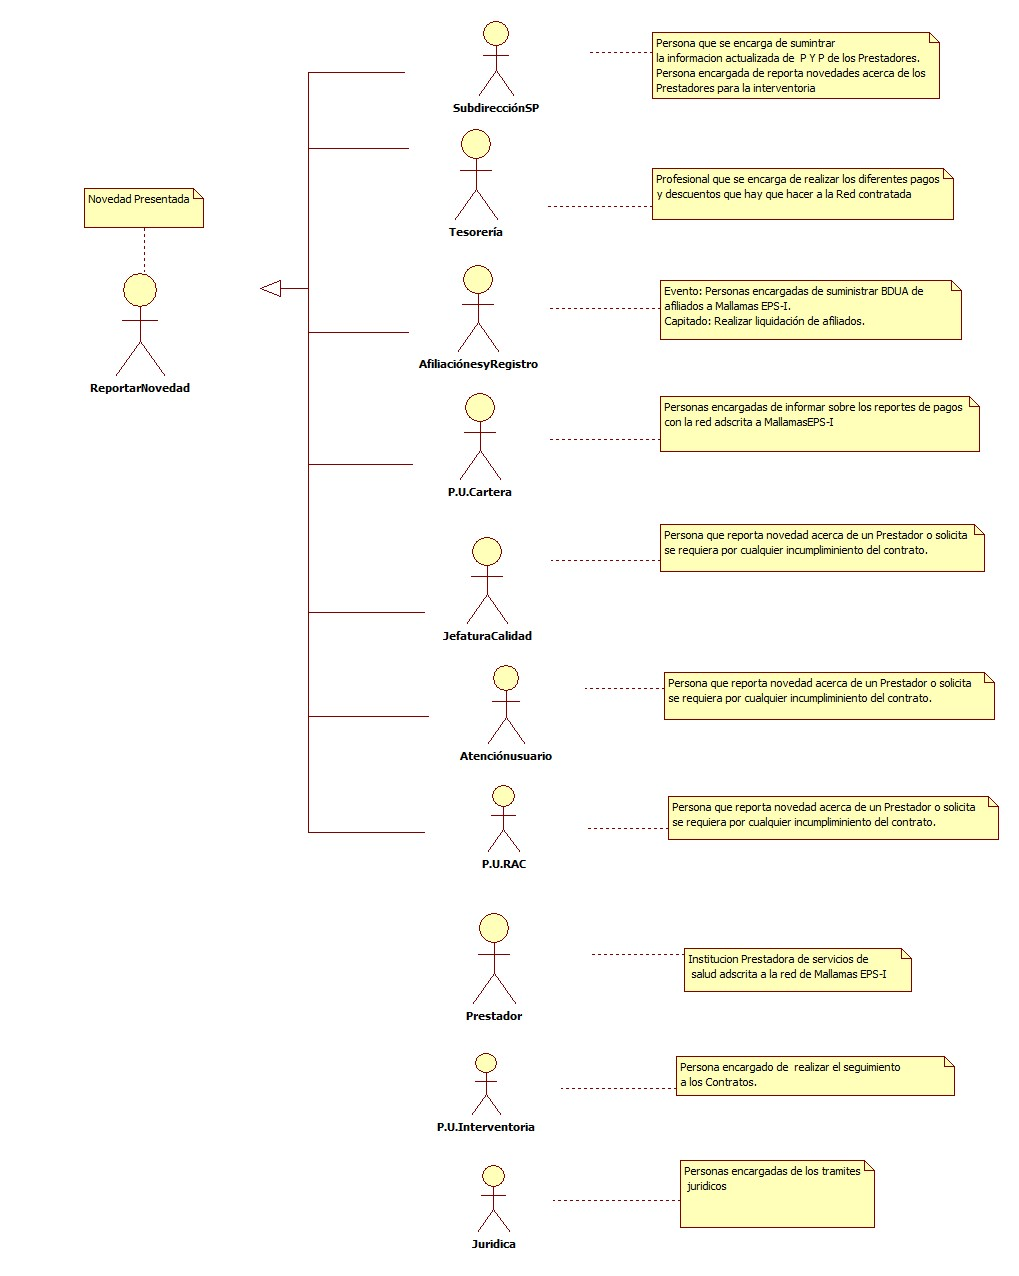 Persona que se encarga de sumintrar
la informacion actualizada de P Y P de los Prestadores.
Persona encargada de reporta novedades acerca de los
Prestadores para la interventoria
SubdirecciónSP
Profesional que se encarga de realizar los diferentes pagos
y descuentos que hay que hacer a la Red contratada
Tesorería
Novedad Presentada
ReportarNovedad
Evento: Personas encargadas de suministrar BDUA de
afiliados a Mallamas EPS-I.
Capitado: Realizar liquidación de afiliados.
AfiliaciónesyRegistro
Personas encargadas de informar sobre los reportes de pagos
con la red adscrita a MallamasEPS-I
P.U.Cartera
Persona que reporta novedad acerca de un Prestador o solicita
se requiera por cualquier incumpliminiento del contrato.
JefaturaCalidad
Persona que reporta novedad acerca de un Prestador o solicita
se requiera por cualquier incumpliminiento del contrato.
Atenciónusuario
Persona que reporta novedad acerca de un Prestador o solicita
se requiera por cualquier incumpliminiento del contrato.
P.U.RAC
Institucion Prestadora de servicios de
salud adscrita a la red de Mallamas EPS-I
Prestador
Persona encargado de realizar el seguimiento
a los Contratos.
P.U.Interventoria
Personas encargadas de los tramites
juridicos
Juridica